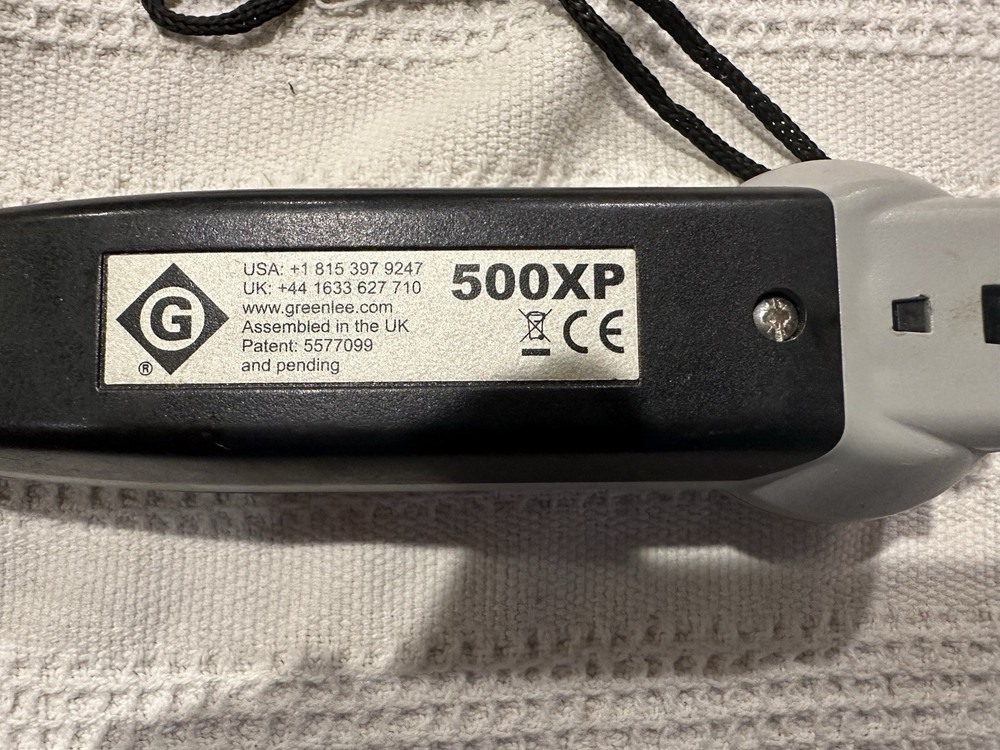 G
®
USA: +1 815 397 9247
UK: +44 1633 627 710
www.greenlee.com
Assembled in the UK
Patent: 5577099
and pending
500XP
CE